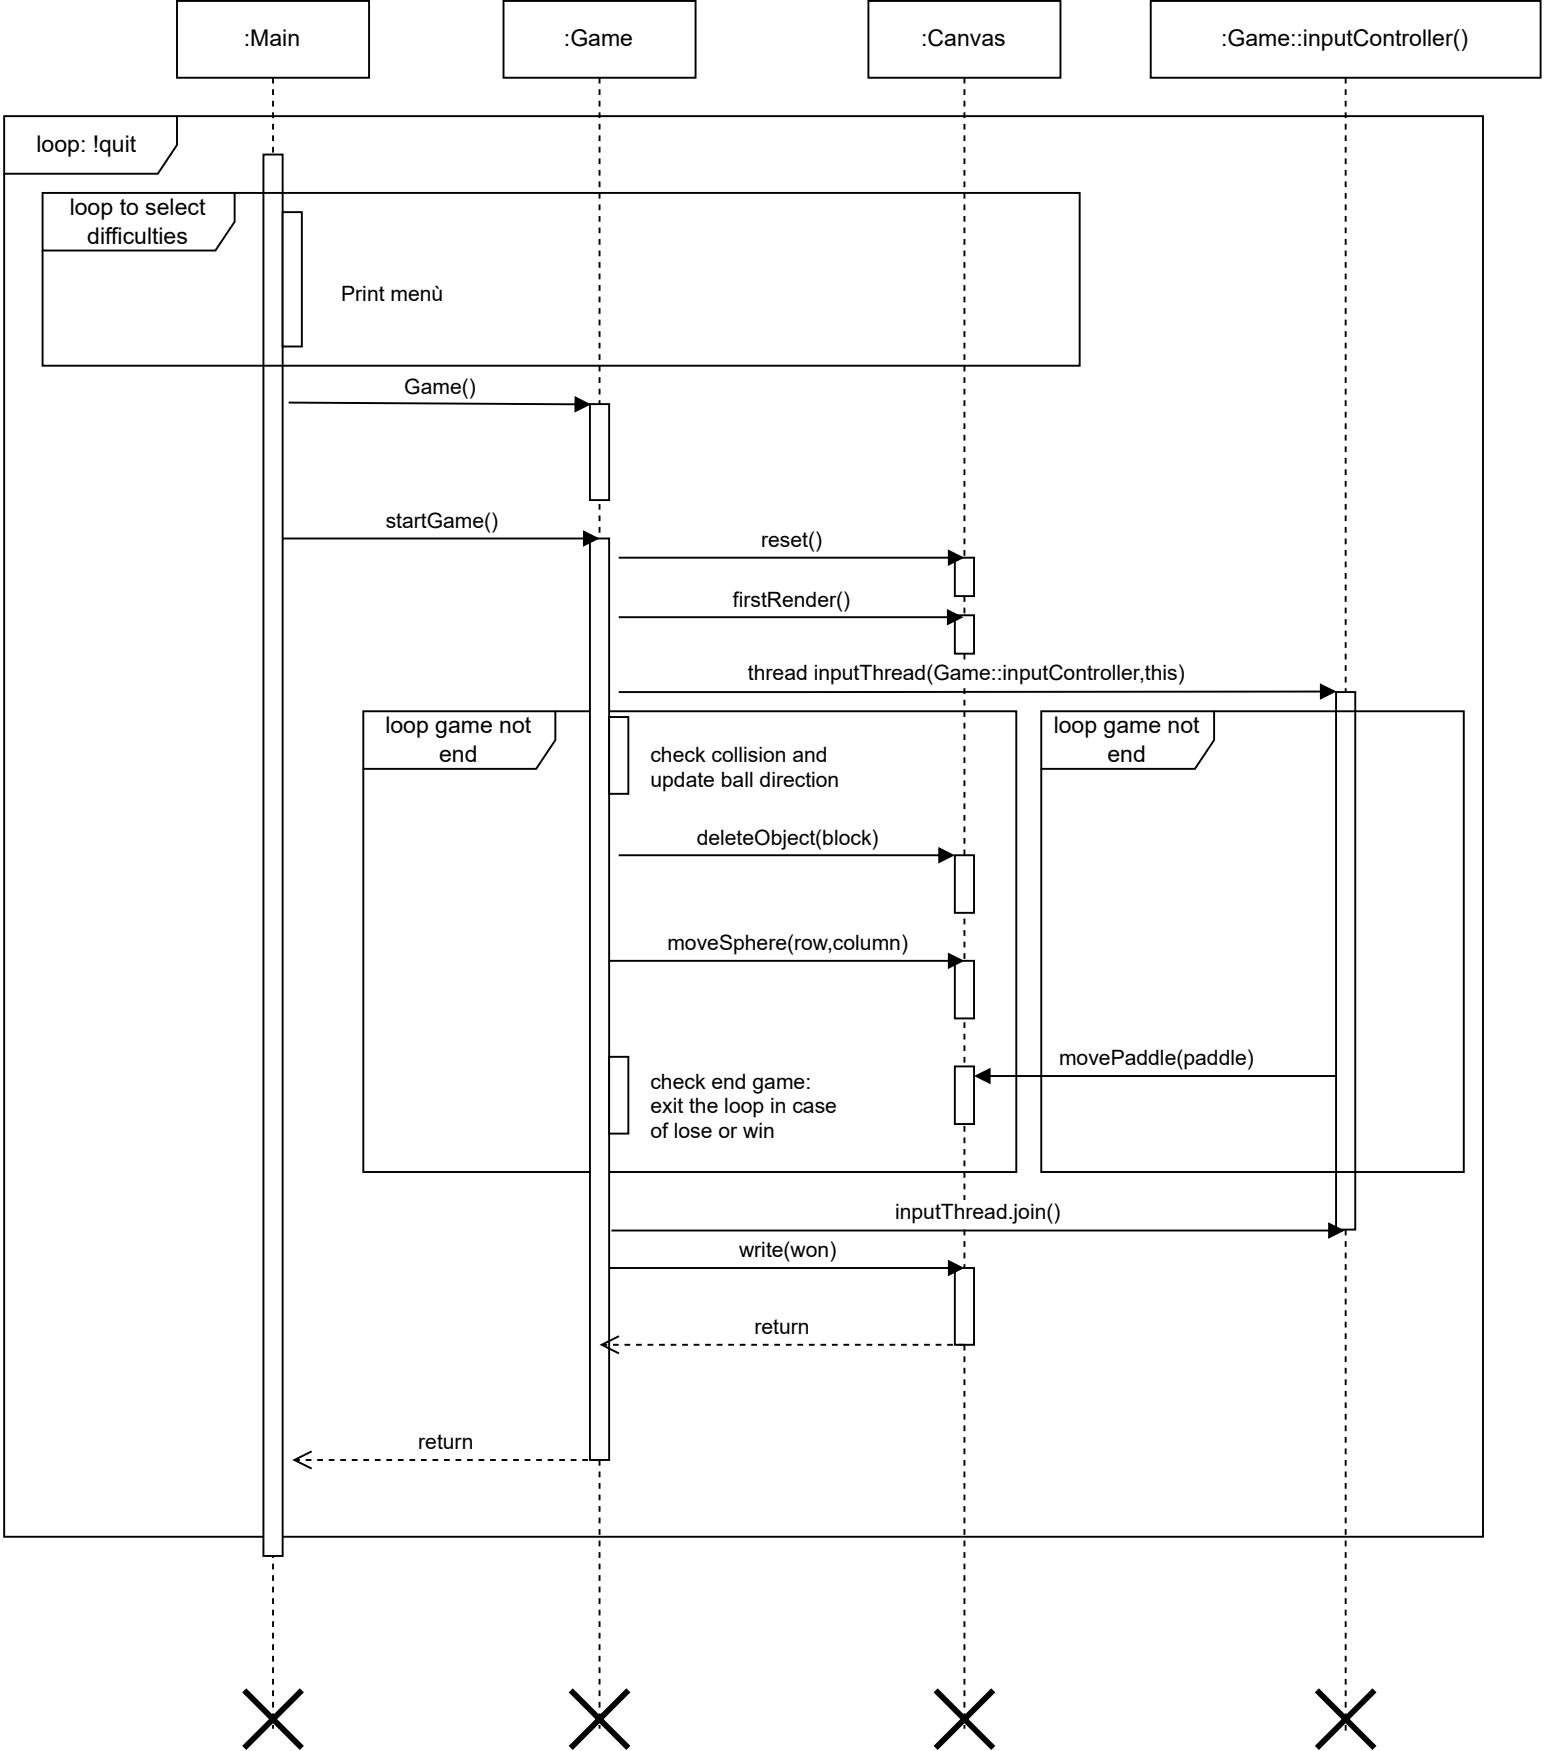 :Main
:Game
:Canvas
:Game::inputController()
loop: !quit
loop to select
difficulties
Print menù
Game()
startGame()
reset()
firstRender()
thread inputThread(Game::inputController,this)
loop game not
end
loop game not
end
check collision and
update ball direction
deleteObject(block)
moveSphere(row,column)
movePaddle(paddle)
check end game:
exit the loop in case
of lose or win
inputThread.join()
write(won)
return
return